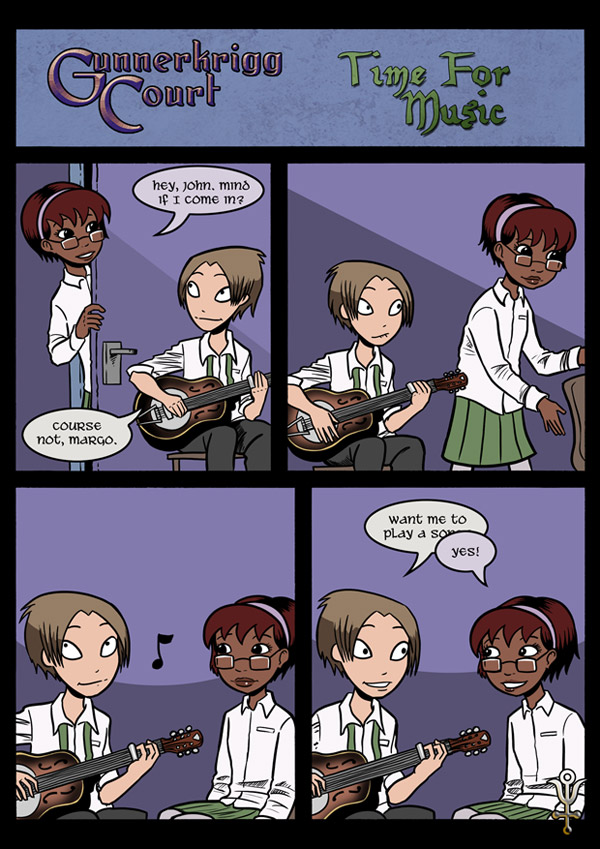 Gunnerkrigg
Court
Time For
Music
hey, John. mind
if I come in?
course
not, margo.
want me to
play a so
yes!